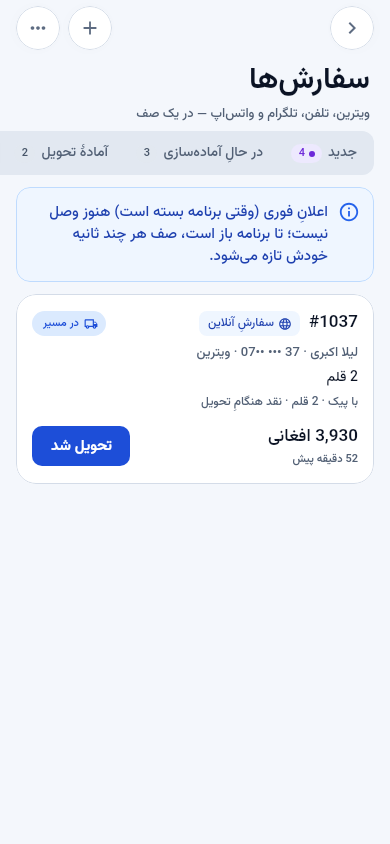 سفارش‌ها
ویترین، تلفن، تلگرام و واتس‌اپ — در یک صف
جدید 4
در حالِ آماده‌سازی 3
آمادهٔ تحویل 2
اعلانِ فوری (وقتی برنامه بسته است) هنوز وصل
نیست؛ تا برنامه باز است، صف هر چند ثانیه
خودش تازه می‌شود.
#1037 سفارشِ آنلاین در مسیر
لیلا اکبری · 07•• ••• 37 · ویترین
2 قلم
با پیک · 2 قلم · نقد هنگامِ تحویل
3,930 افغانی
52 دقیقه پیش
تحویل شد